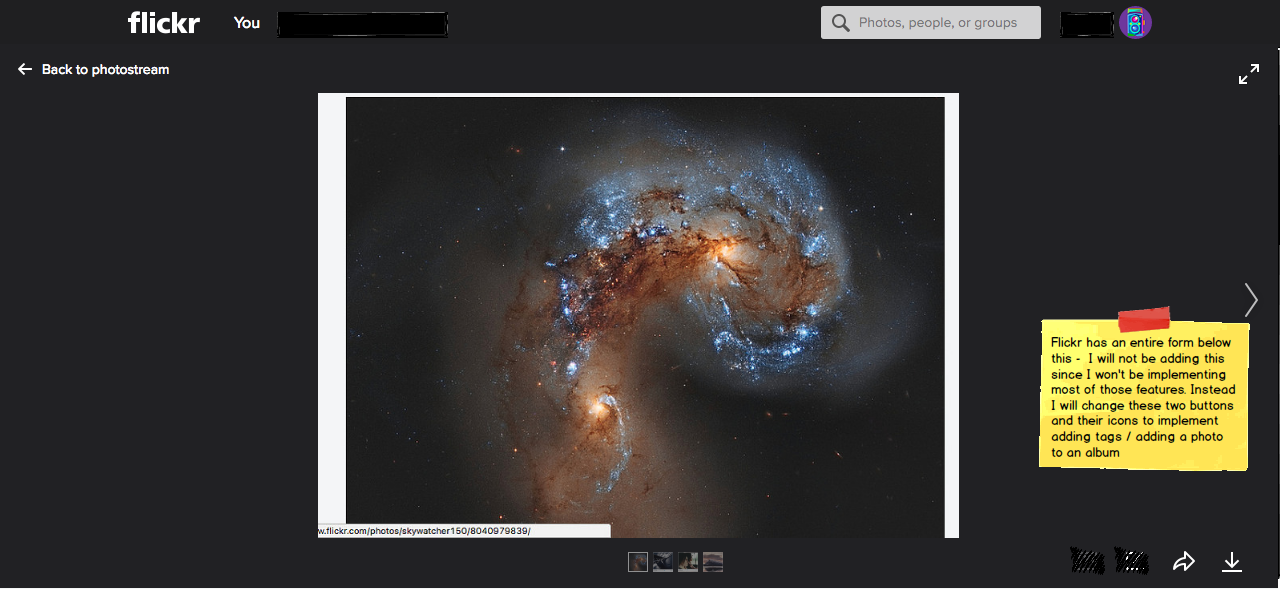 flickr
You
Photos, people, or groups
Back to photostream
Flickr has an entire form below
this - I will not be adding this
since I won't be implementing
most of those features. Instead
I will change these two buttons
and their icons to implement
adding tags / adding a photo
to an album
w.flickr.com/photos/skywatcher150/8040979839/